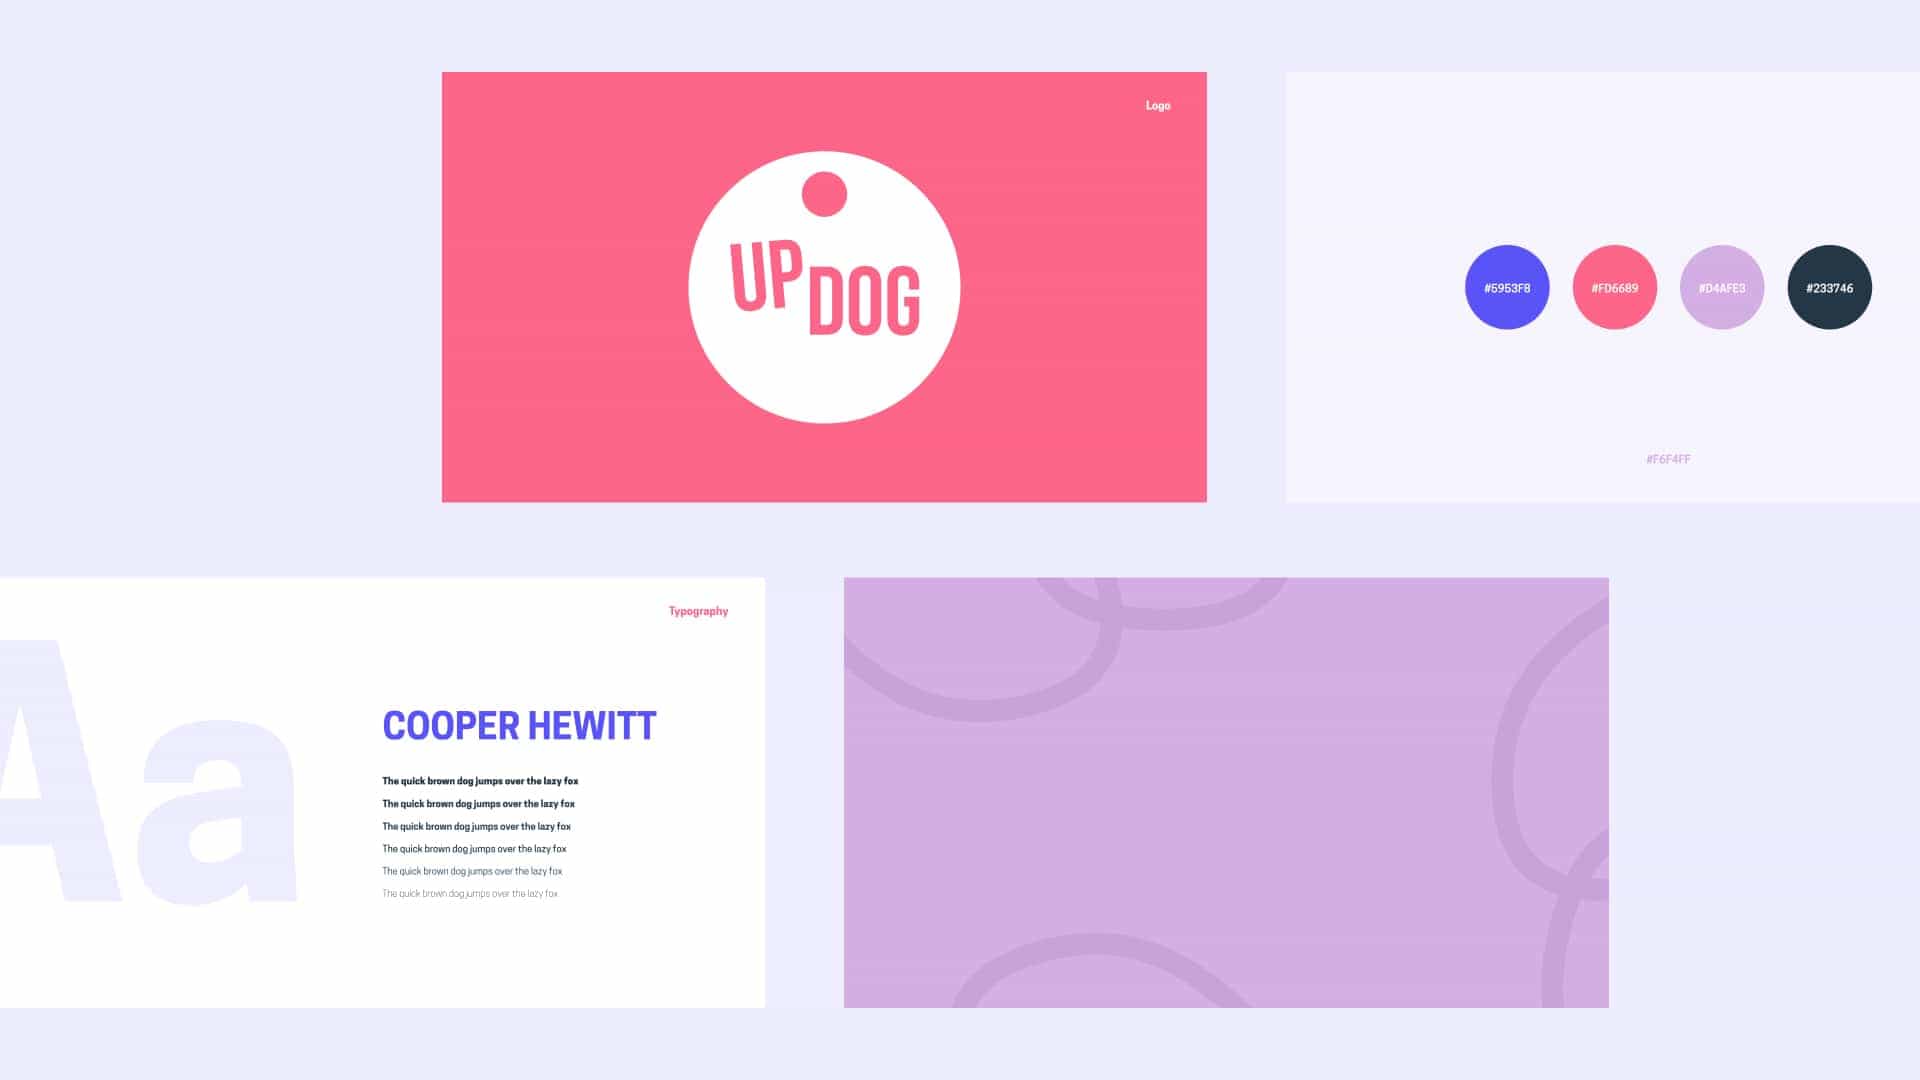 Logo
UP
DOG
#5953F8
#FD6689
#D4AFE3
#233746
#F6F4FF
Typography
Aa
COOPER HEWITT
The quick brown dog jumps over the lazy fox
The quick brown dog jumps over the lazy fox
The quick brown dog jumps over the lazy fox
The quick brown dog jumps over the lazy fox
The quick brown dog jumps over the lazy fox
The quick brown dog jumps over the lazy fox